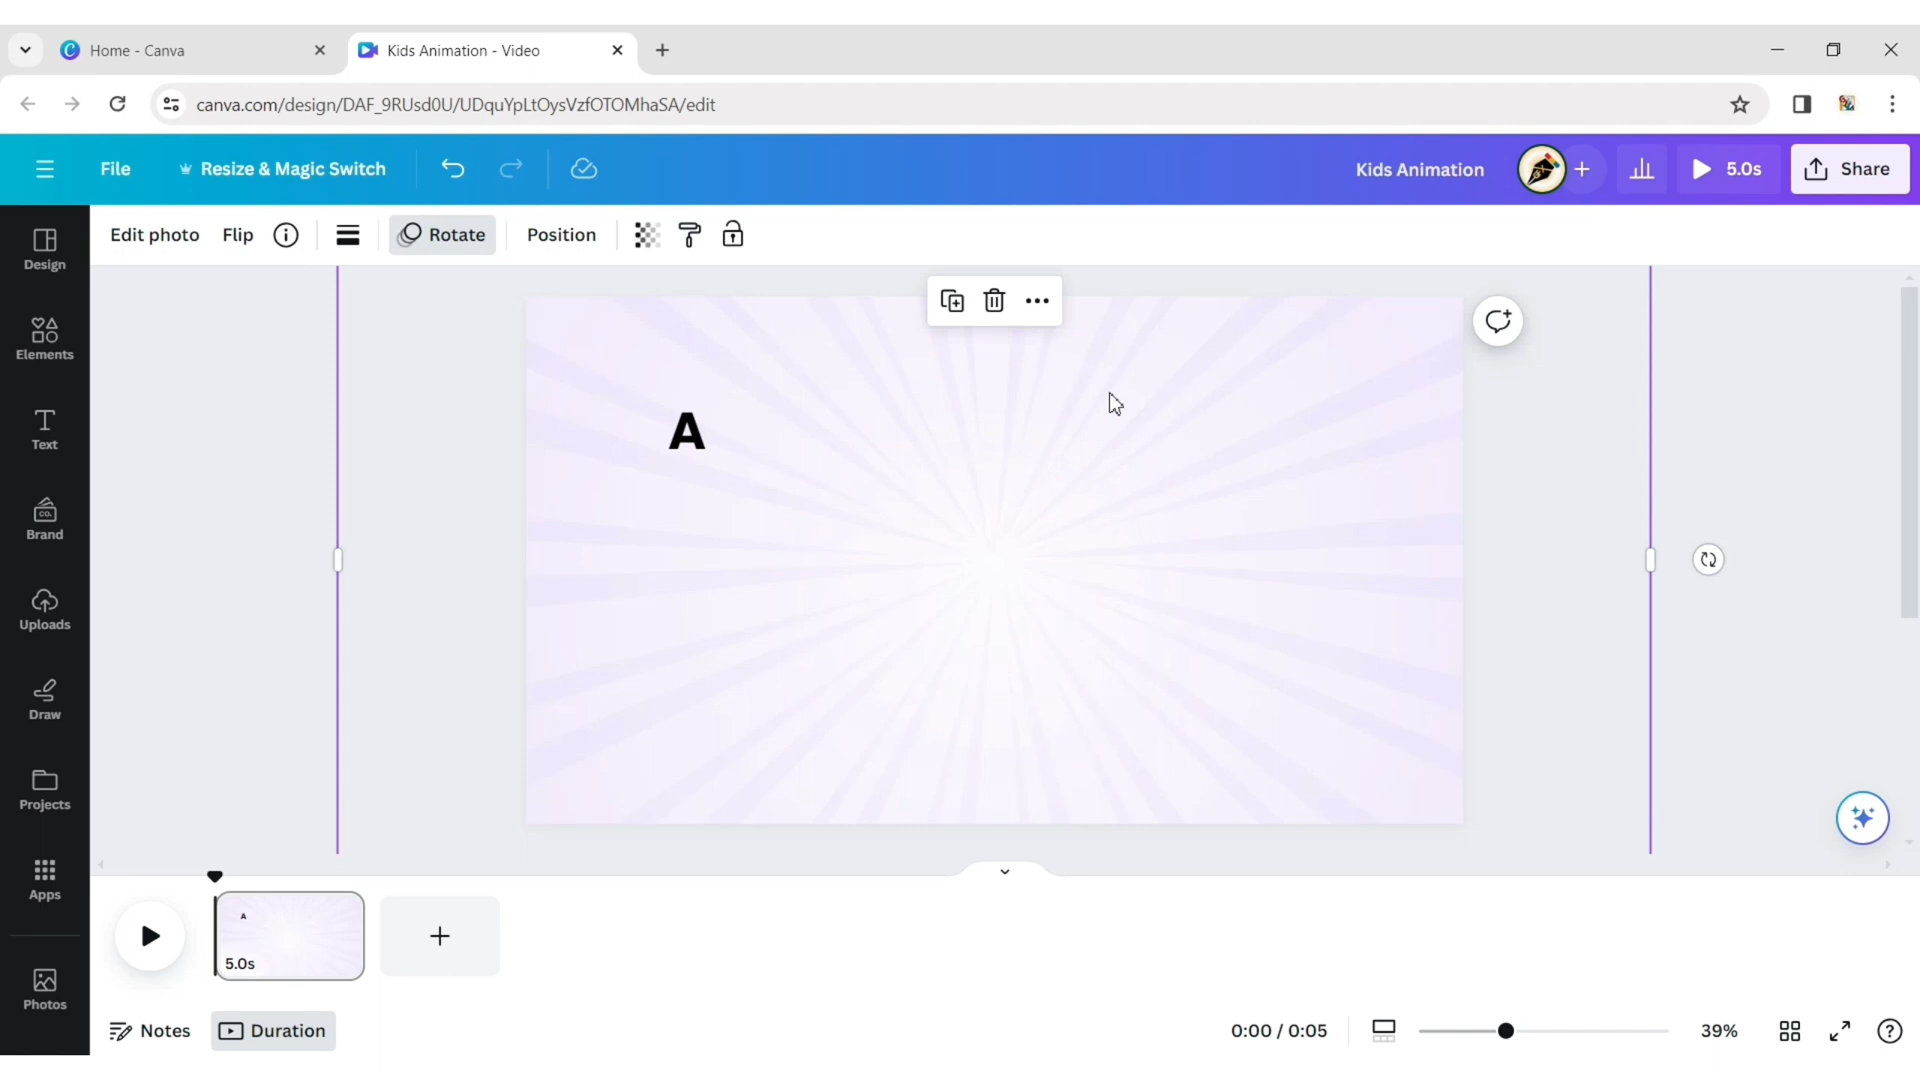 Home - Canva
Kids Animation - Video
canva.com/design/DAF_9RUsd0U/UDquYpLtOysVzfOTOMhaSA/edit
File
Resize & Magic Switch
Kids Animation
5.0s
Share
Edit photo
Flip
Rotate
Position
Design
Elements
Text
CO.
Brand
Uploads
Draw
Projects
Apps
Photos
A
A
5.0s
Notes
Duration
0:00 / 0:05
39%